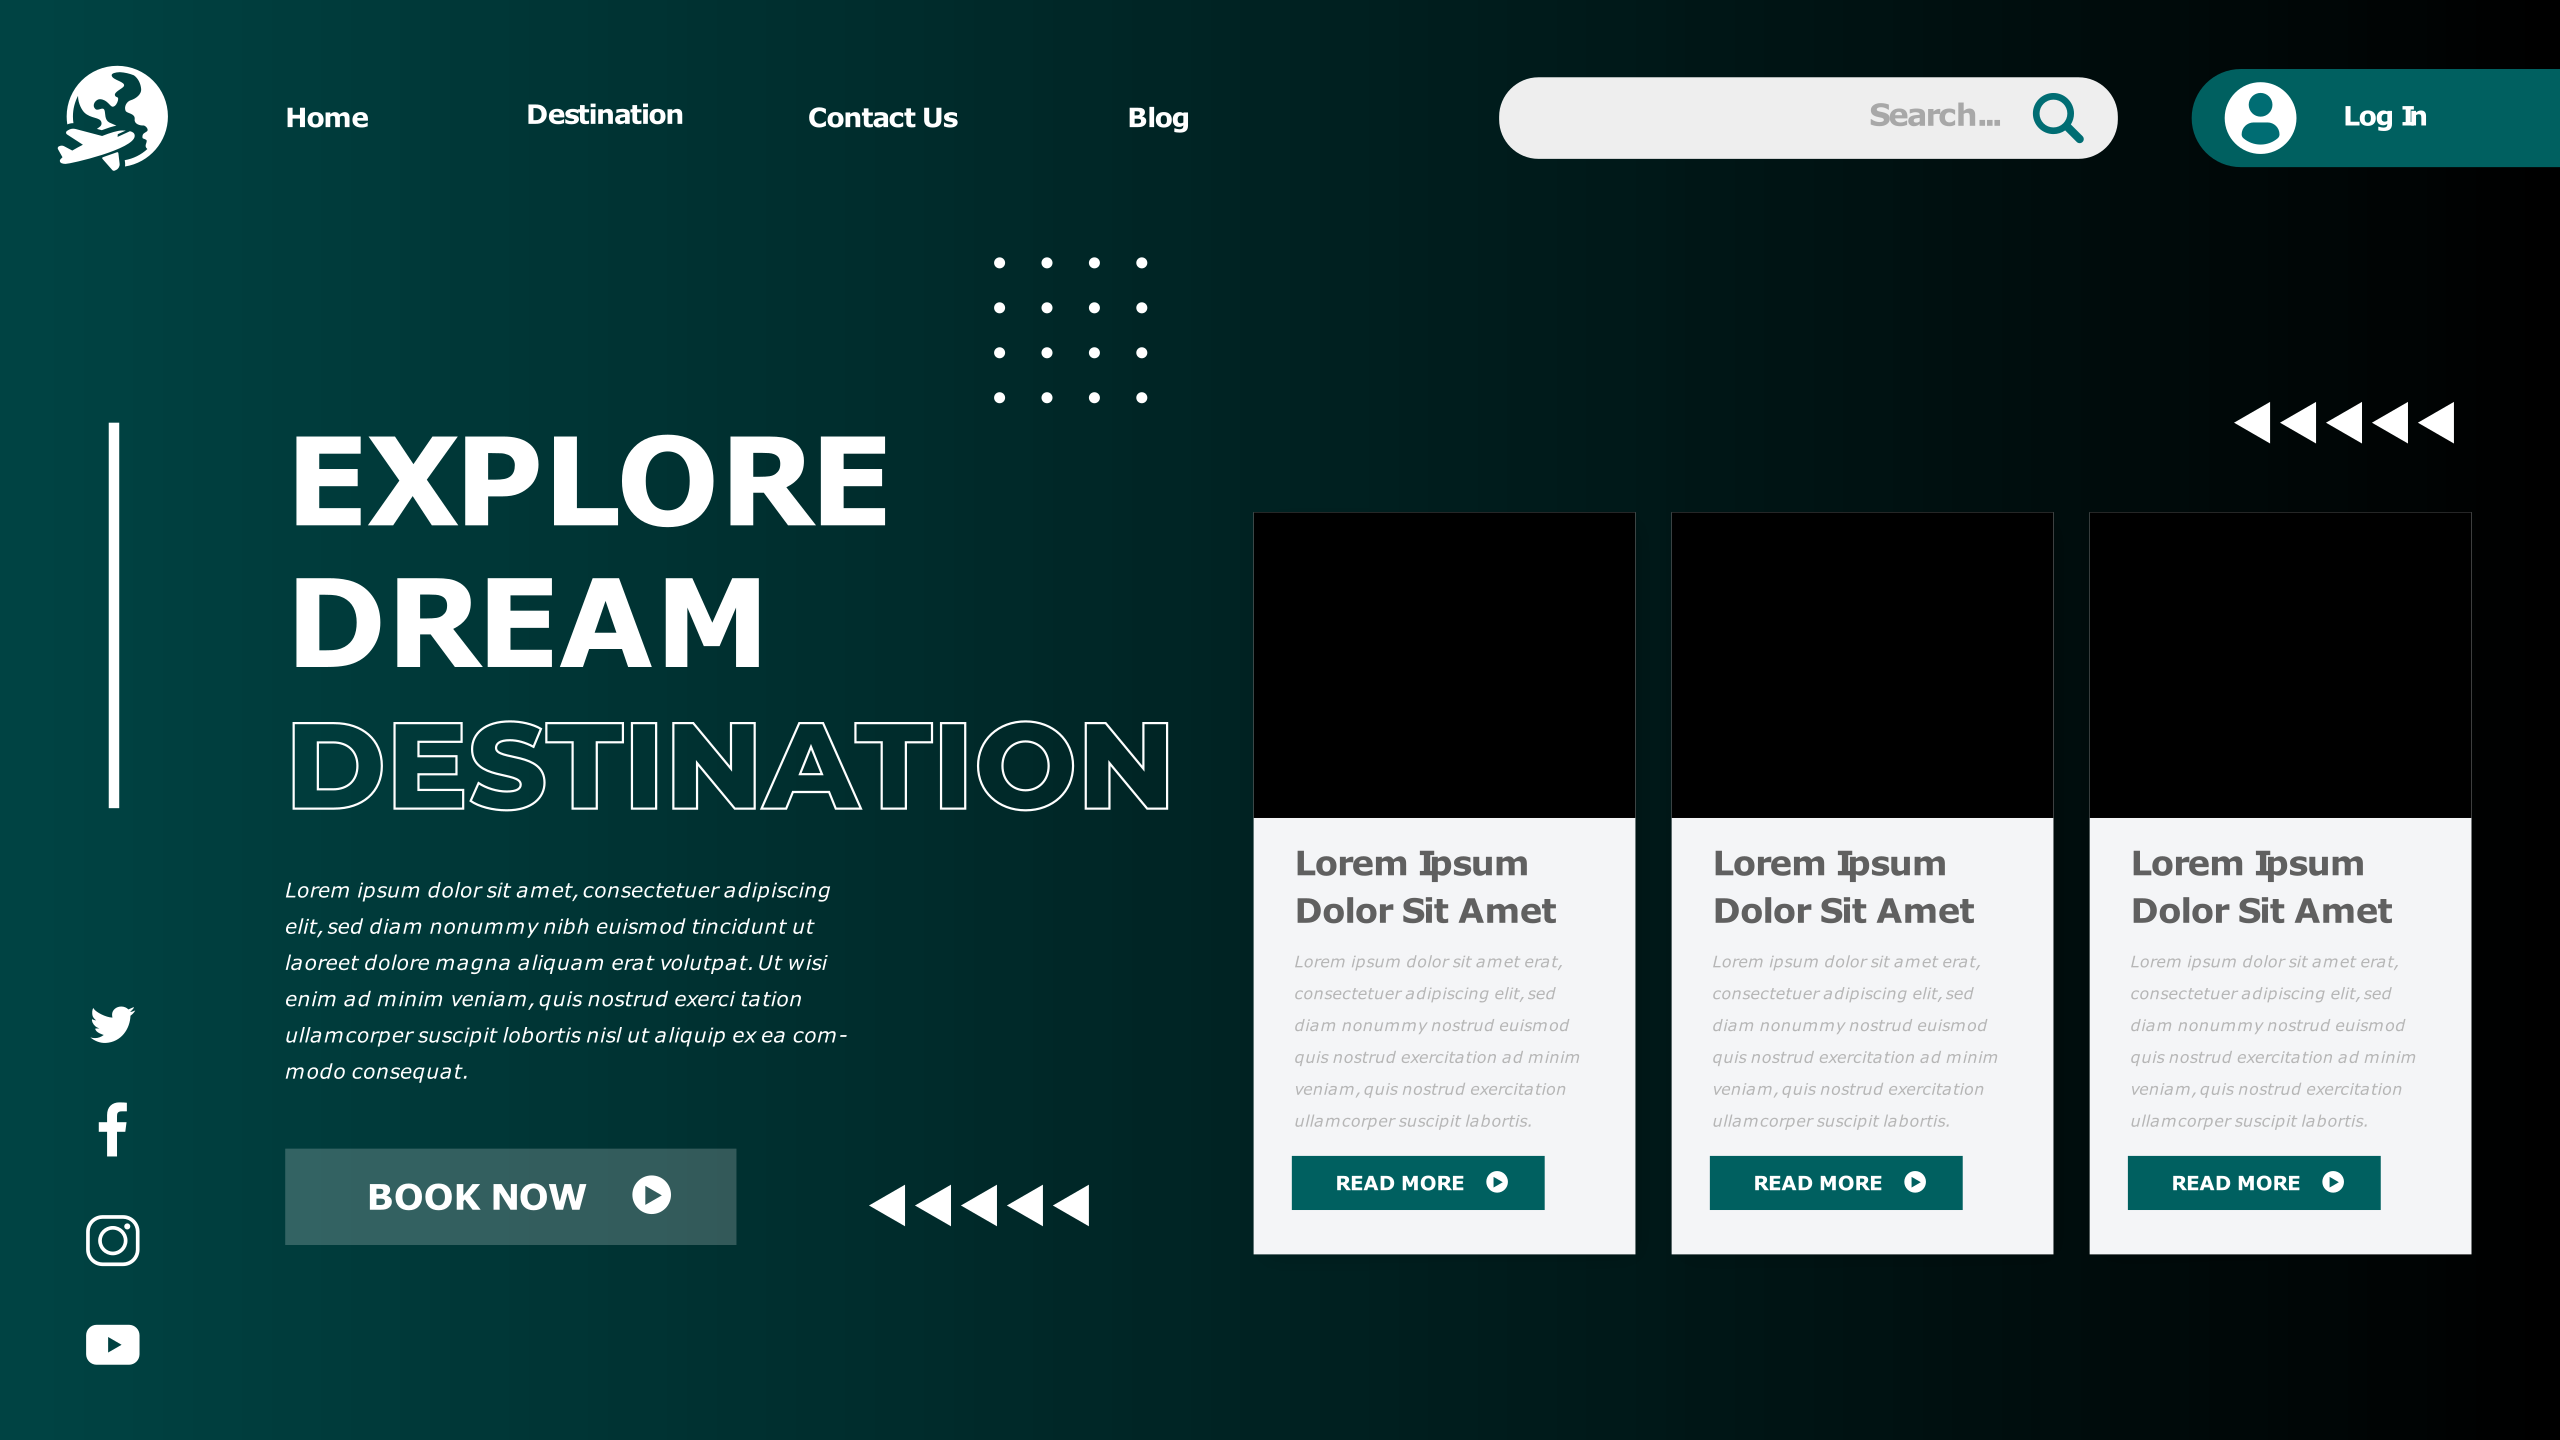 Home
Destination
Contact Us
Blog
Search...
Log In
EXPLORE
DREAM
DESTINATION
Lorem ipsum dolor sit amet, consectetuer adipiscing
elit, sed diam nonummy nibh euismod tincidunt ut
laoreet dolore magna aliquam erat volutpat. Ut wisi
enim ad minim veniam, quis nostrud exerci tation
ullamcorper suscipit lobortis nisl ut aliquip ex ea com-
modo consequat.
BOOK NOW
Lorem Ipsum
Dolor Sit Amet
Lorem ipsum dolor sit amet erat,
consectetuer adipiscing elit, sed
diam nonummy nostrud euismod
quis nostrud exercitation ad minim
veniam, quis nostrud exercitation
ullamcorper suscipit labortis.
READ MORE
Lorem Ipsum
Dolor Sit Amet
Lorem ipsum dolor sit amet erat,
consectetuer adipiscing elit, sed
diam nonummy nostrud euismod
quis nostrud exercitation ad minim
veniam, quis nostrud exercitation
ullamcorper suscipit labortis.
READ MORE
Lorem Ipsum
Dolor Sit Amet
Lorem ipsum dolor sit amet erat,
consectetuer adipiscing elit, sed
diam nonummy nostrud euismod
quis nostrud exercitation ad minim
veniam, quis nostrud exercitation
ullamcorper suscipit labortis.
READ MORE